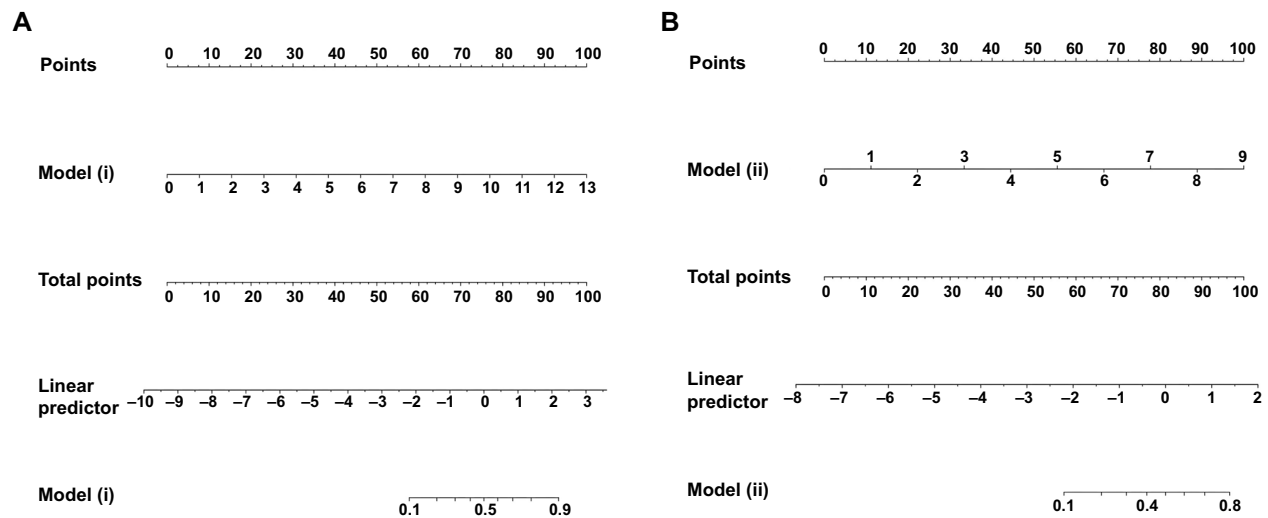 A
0 10 20 30 40 50 60 70 80 90 100
Points
Model (i)
0 1 2 3 4 5 6 7 8 9 10 11 12 13
Total points
0 10 20 30 40 50 60 70 80 90 100
Linear
predictor
–10 –9 –8 –7 –6 –5 –4 –3 –2 –1 0 1 2 3
Model (i)
0.1 0.5 0.9
B
0 10 20 30 40 50 60 70 80 90 100
Points
1 3 5 7 9
Model (ii)
0 2 4 6 8
Total points
0 10 20 30 40 50 60 70 80 90 100
Linear
predictor
–8 –7 –6 –5 –4 –3 –2 –1 0 1 2
Model (ii)
0.1 0.4 0.8